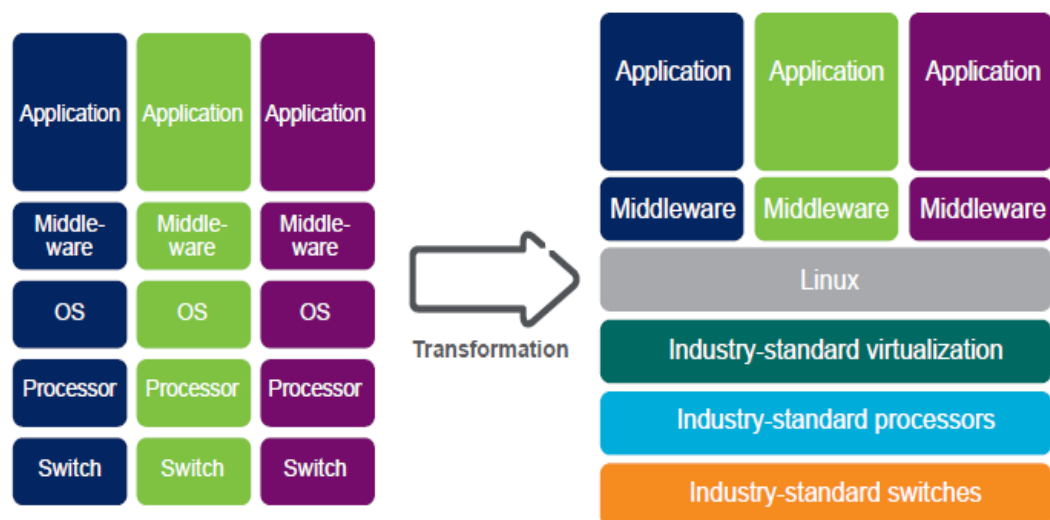 Application Application Application
Middle-
ware
Middle-
ware
Middle-
ware
OS OS OS
Processor Processor Processor
Switch Switch Switch
Transformation
Application Application Application
Middleware Middleware Middleware
Linux
Industry-standard virtualization
Industry-standard processors
Industry-standard switches